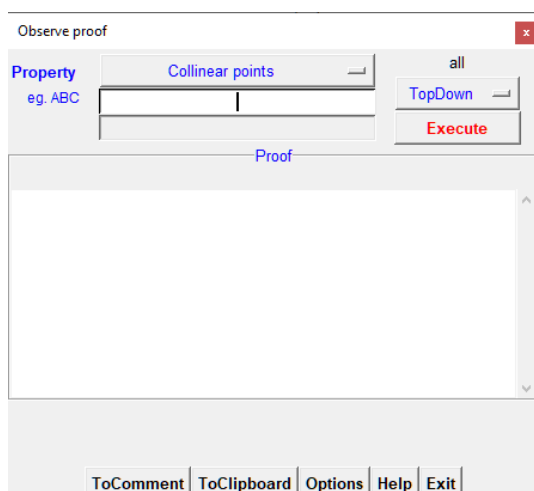 Observe proof
x
Property
Collinear points
all
eg. ABC
TopDown
Execute
Proof
ToComment ToClipboard Options Help Exit